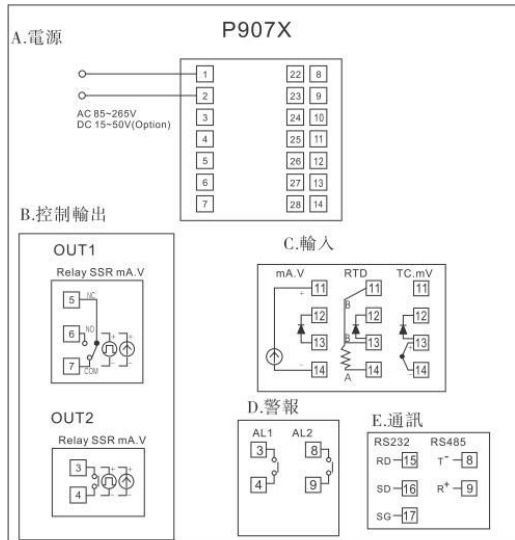 P907X
A.電源
AC 85~265V
DC 15~50V(Option)
1 22 8
2 23 9
3 24 10
4 25 11
5 26 12
6 27 13
7 28 14
B.控制輸出
OUT1
Relay SSR mA.V
5 NC
6 NO
7 COM
+ +
- -
OUT2
Relay SSR mA.V
3
4
+ +
- -
C.輸入
mA.V RTD TC.mV
+ 11 B 11 11
12 12 12
13 B 13 13
- 14 A 14 14
D.警報
AL1 AL2
3 8
4 9
E.通訊
RS232 RS485
RD 15 T- 8
SD 16 R+ 9
SG 17